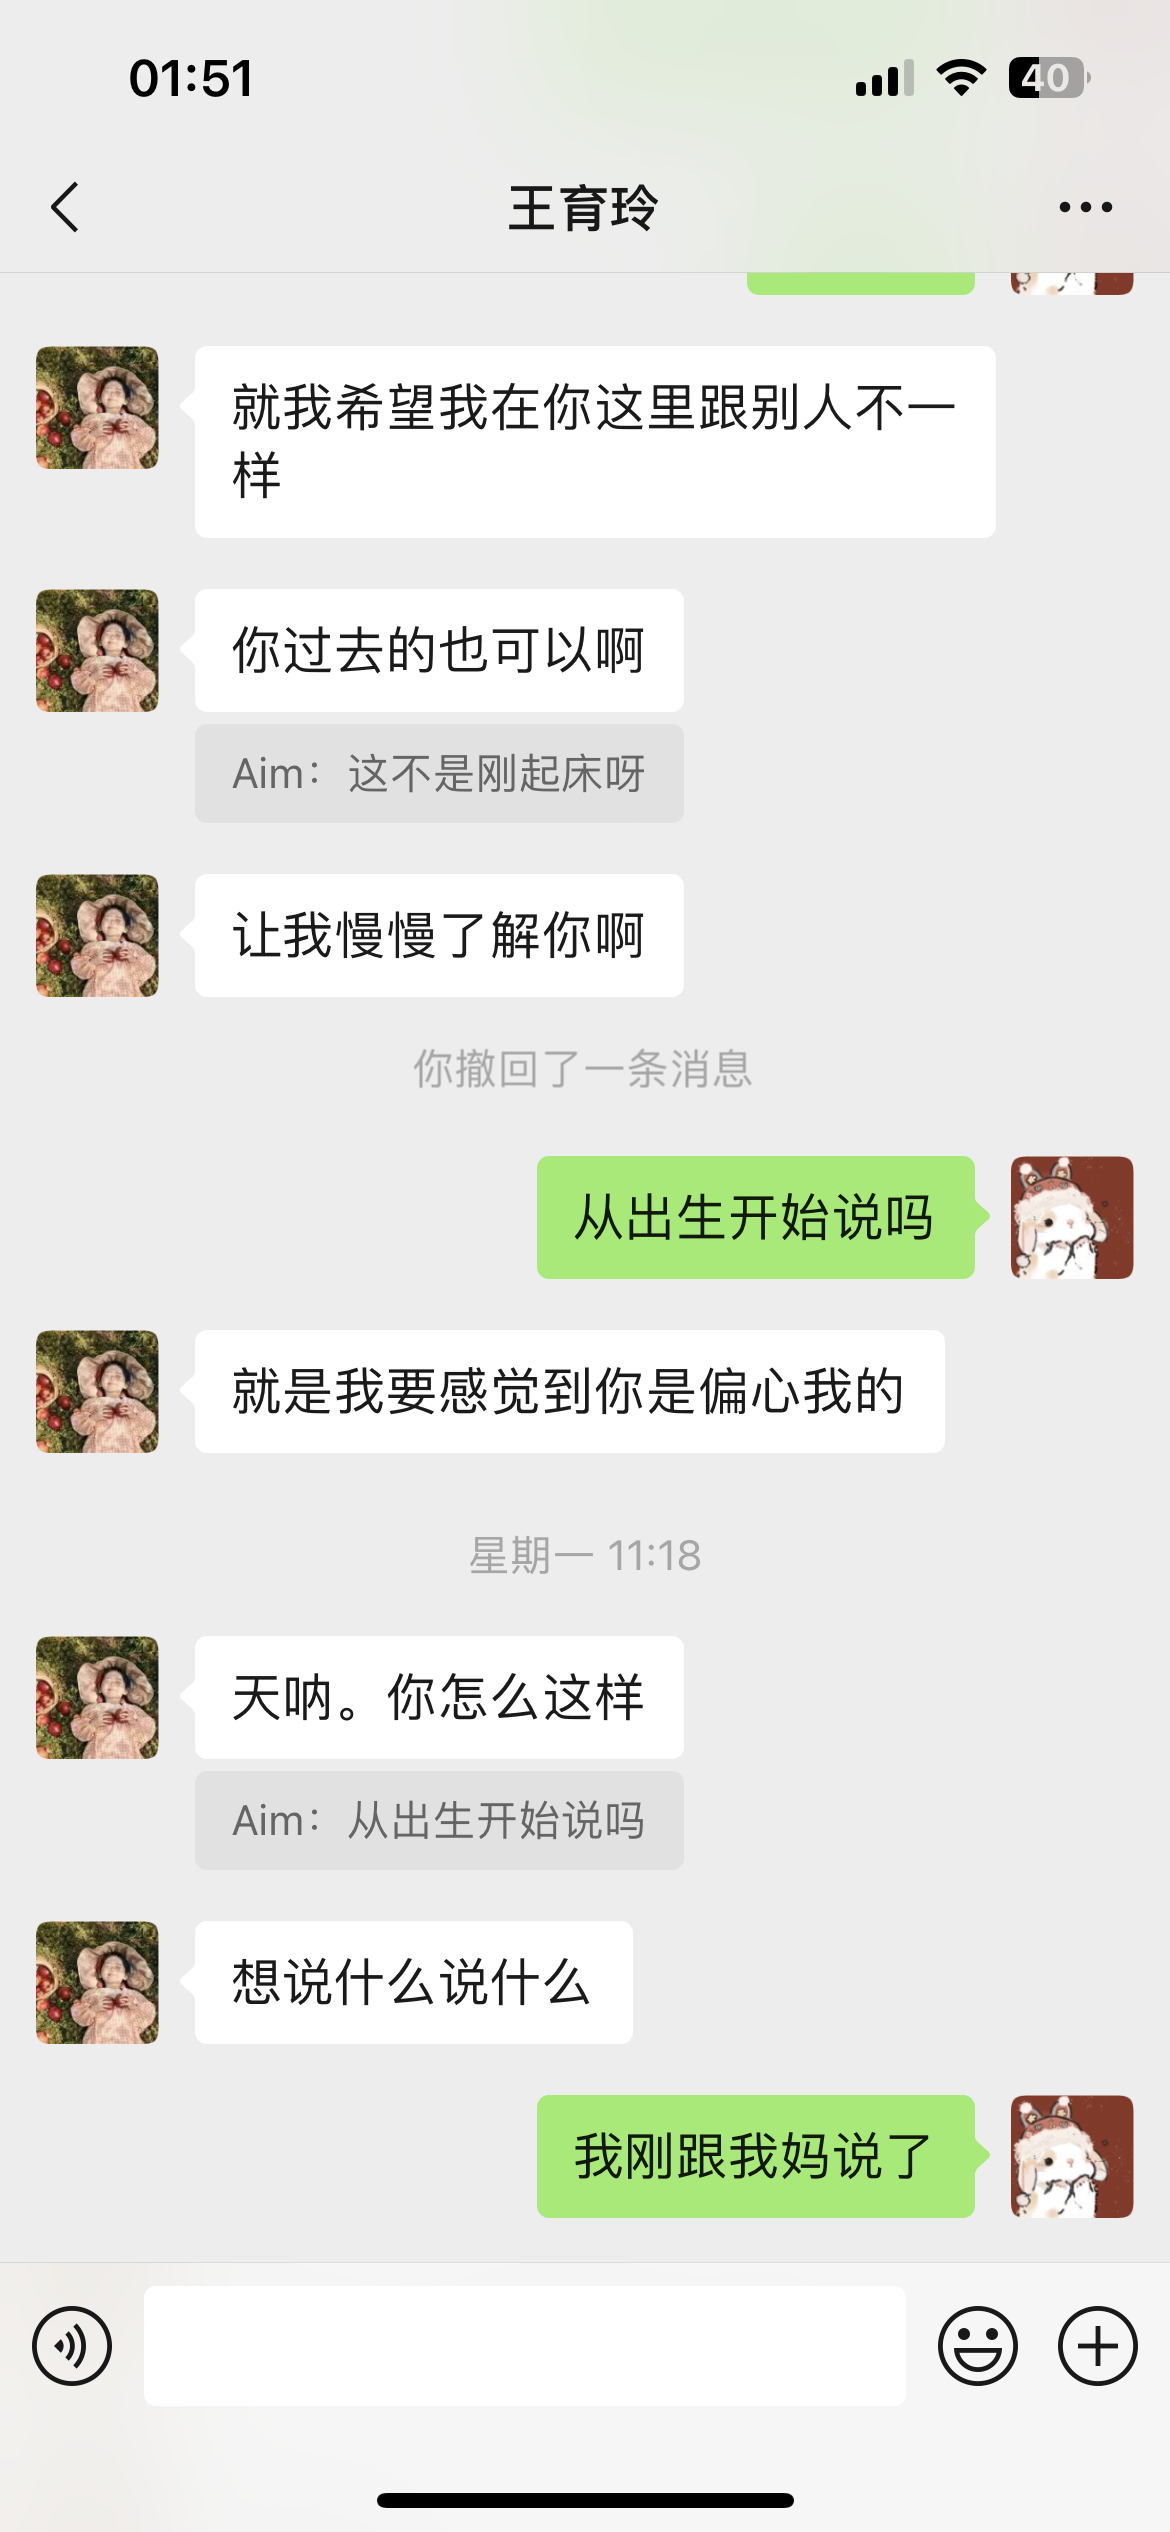 01:51
40
王育玲
就我希望我在你这里跟别人不一
样
你过去的也可以啊
Aim：这不是刚起床呀
让我慢慢了解你啊
你撤回了一条消息
从出生开始说吗
就是我要感觉到你是偏心我的
星期一 11:18
天呐。你怎么这样
Aim：从出生开始说吗
想说什么说什么
我刚跟我妈说了